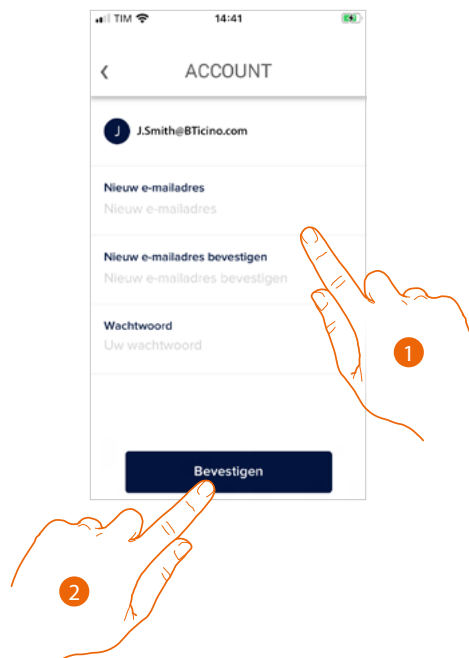 TIM 14:41
ACCOUNT
J J.Smith@BTicino.com
Nieuw e-mailadres
Nieuw e-mailadres
Nieuw e-mailadres bevestigen
Nieuw e-mailadres bevestigen
Wachtwoord
Uw wachtwoord
1
Bevestigen
2